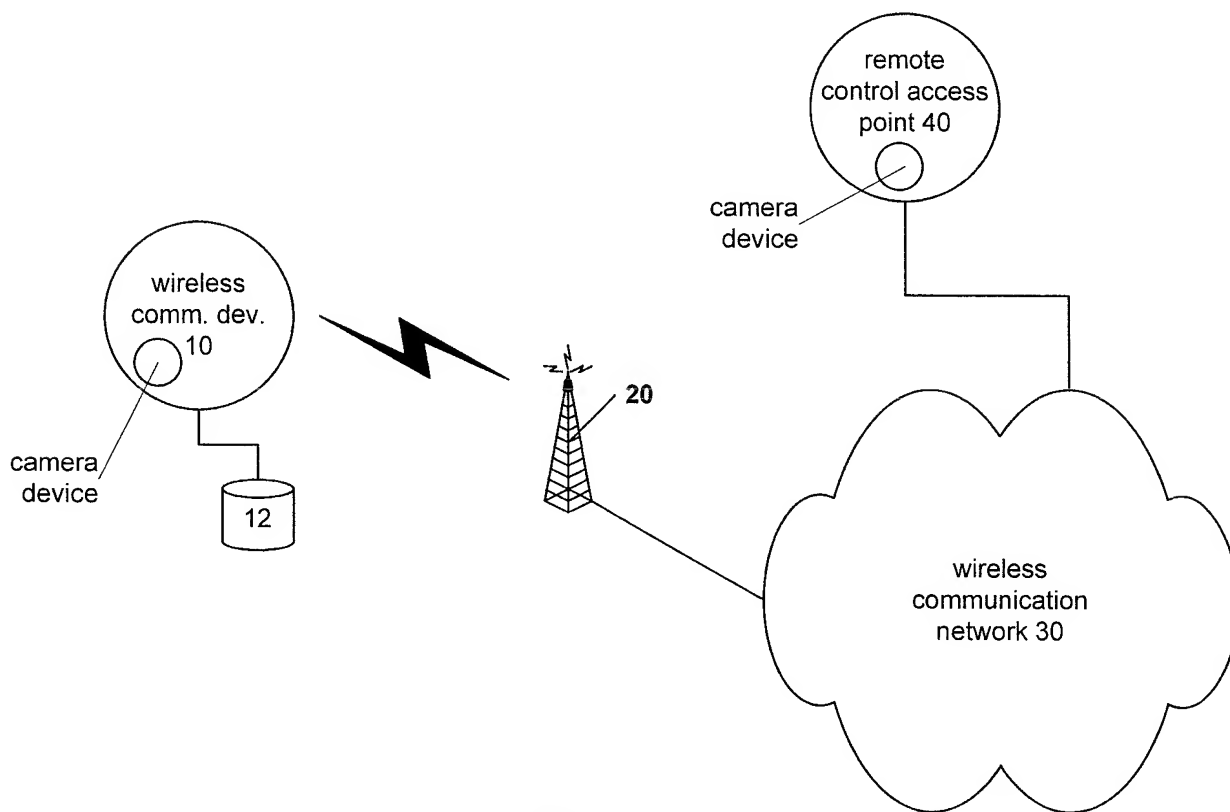 remote
control access
point 40
camera
device
wireless
comm. dev.
10
camera
device
12
20
wireless
communication
network 30